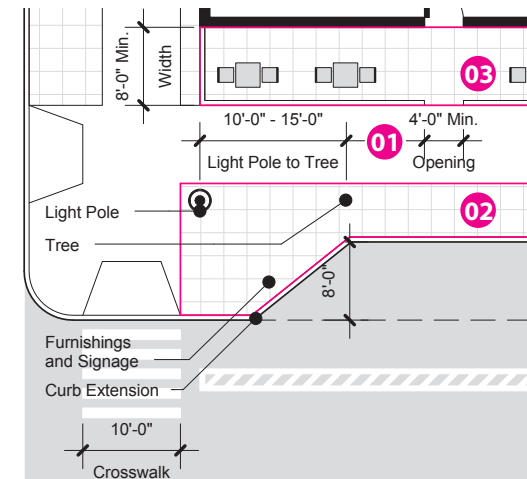 8'-0" Min.
Width
03
10'-0" - 15'-0"
4'-0" Min.
01
Light Pole to Tree
Opening
Light Pole
02
Tree
8'-0"
Furnishings
and Signage
Curb Extension
10'-0"
Crosswalk